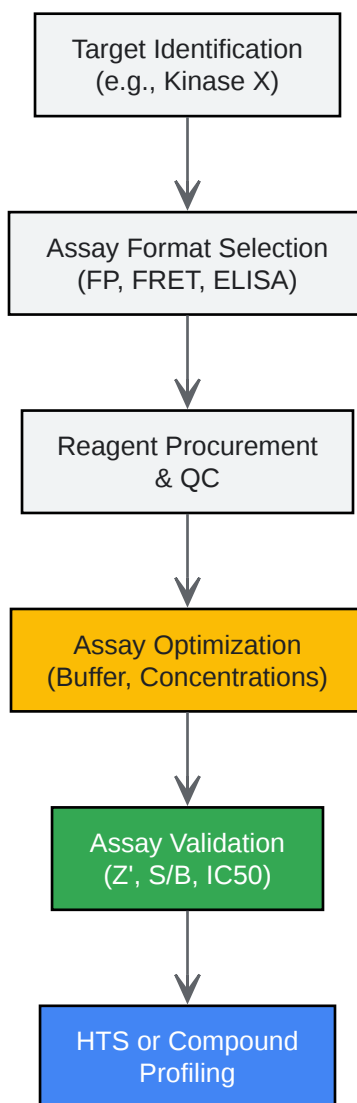 Target Identification
(e.g., Kinase X)
Assay Format Selection
(FP, FRET, ELISA)
Reagent Procurement
& QC
Assay Optimization
(Buffer, Concentrations)
Assay Validation
(Z', S/B, IC50)
HTS or Compound
Profiling